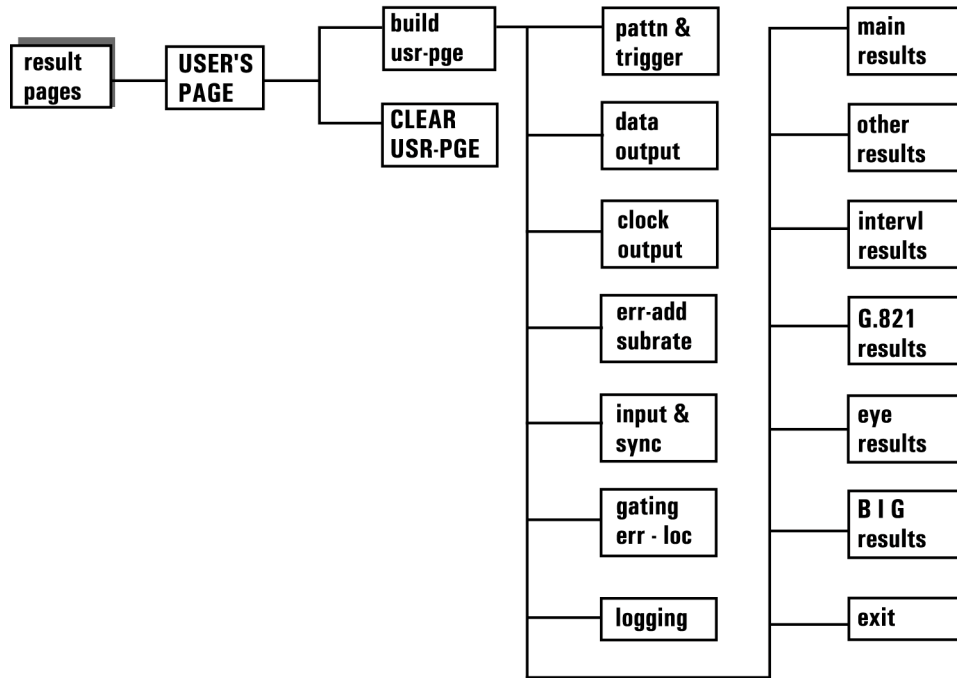 result
pages
USER'S
PAGE
build
usr-pge
CLEAR
USR-PGE
pattn &
trigger
data
output
clock
output
err-add
subrate
input &
sync
gating
err - loc
logging
main
results
other
results
intervl
results
G.821
results
eye
results
B I G
results
exit